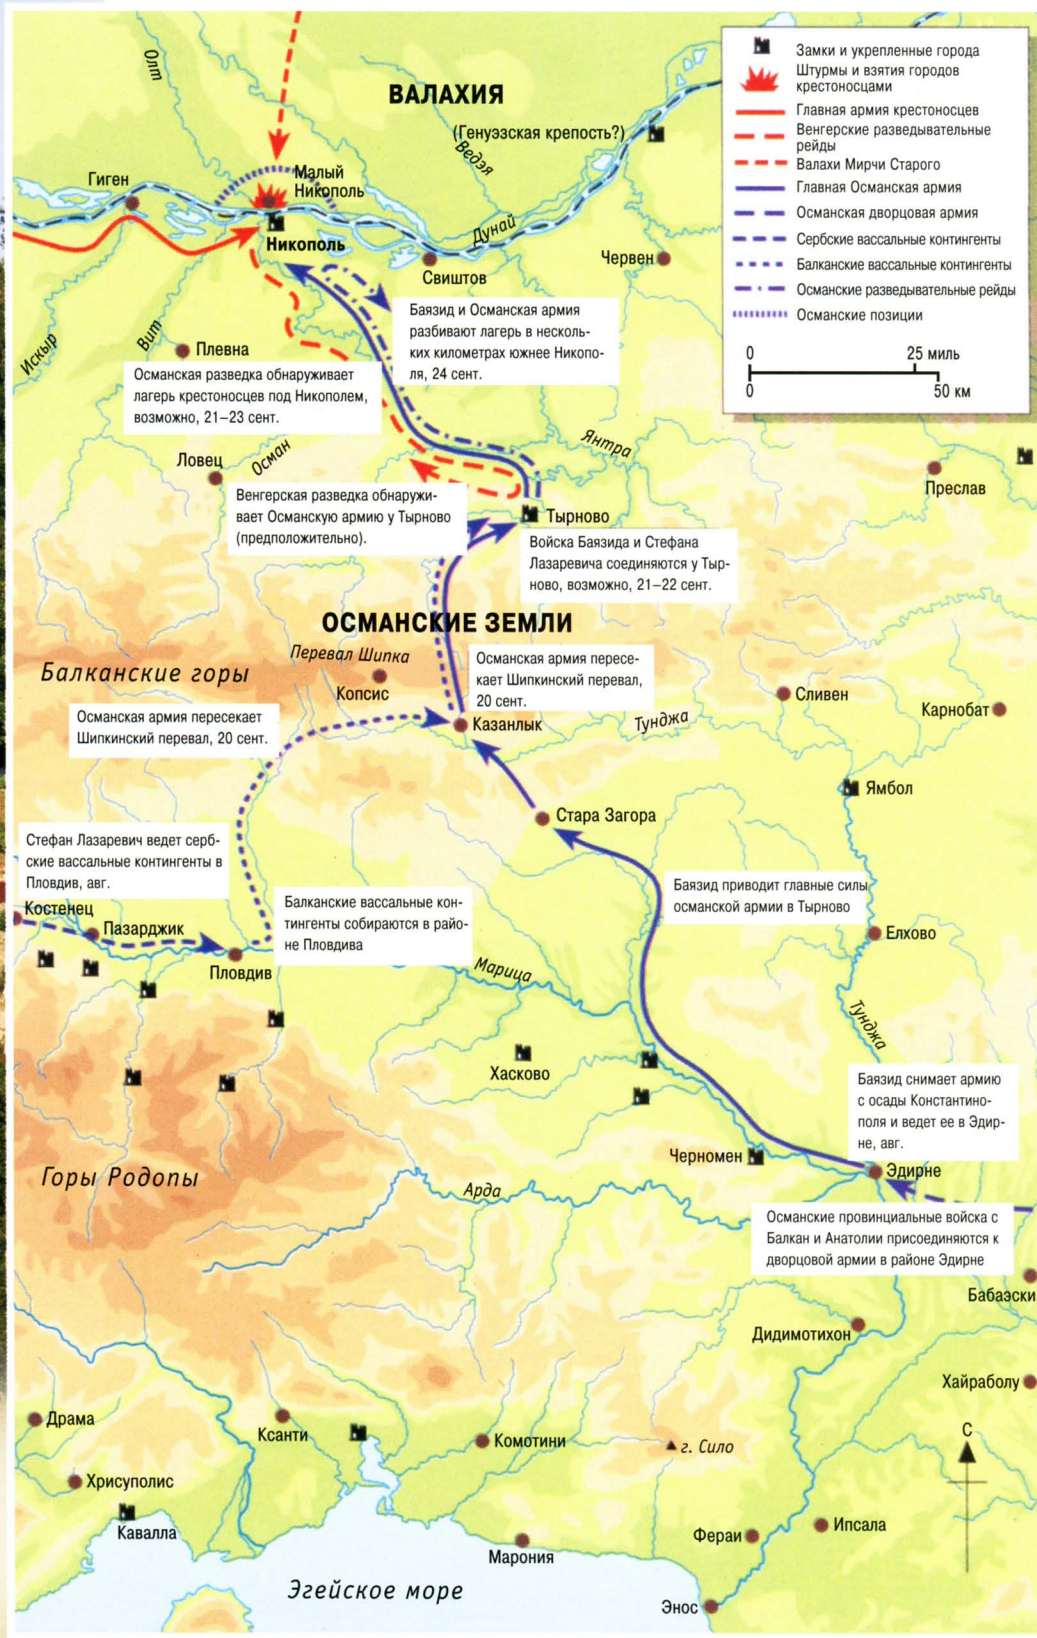 Замки и укрепленные города
Штурмы и взятия городов
крестоносцами
Главная армия крестоносцев
Венгерские разведывательные
рейды
Валахи Мирчи Старого
Главная Османская армия
Османская дворцовая армия
Сербские вассальные контингенты
Балканские вассальные контингенты
Османские разведывательные рейды
Османские позиции
0
25 миль
0
50 км
Олт
ВАЛАХИЯ
(Генуэзская крепость?)
Ведэя
Гиген
Малый
Никополь
Никополь
Дунай
Свиштов
Червен
Искыр
Вит
Плевна
Баязид и Османская армия
разбивают лагерь в несколь-
ких километрах южнее Никопо-
ля, 24 сент.
Османская разведка обнаруживает
лагерь крестоносцев под Никополем,
возможно, 21–23 сент.
Янтра
Ловец
Осман
Преслав
Венгерская разведка обнаружи-
вает Османскую армию у Тырново
(предположительно).
Тырново
Войска Баязида и Стефана
Лазаревича соединяются у Тыр-
ново, возможно, 21–22 сент.
ОСМАНСКИЕ ЗЕМЛИ
Перевал Шипка
Балканские горы
Копсис
Османская армия пересе-
кает Шипкинский перевал,
20 сент.
Сливен
Карнобат
Османская армия пересекает
Шипкинский перевал, 20 сент.
Казанлык
Тунджа
Ямбол
Стара Загора
Стефан Лазаревич ведет серб-
ские вассальные контингенты в
Пловдив, авг.
Баязид приводит главные силы
османской армии в Тырново
Костенец
Пазарджик
Балканские вассальные кон-
тингенты собираются в райо-
не Пловдива
Елхово
Пловдив
Марица
Тунджа
Хасково
Баязид снимает армию
с осады Константино-
поля и ведет ее в Эдир-
не, авг.
Черномен
Эдирне
Горы Родопы
Арда
Османские провинциальные войска с
Балкан и Анатолии присоединяются к
дворцовой армии в районе Эдирне
Бабаэски
Дидимотихон
Хайраболу
Драма
Ксанти
Комотини
г. Сило
С
Хрисуполис
Кавалла
Марония
Фераи
Ипсала
Эгейское море
Энос